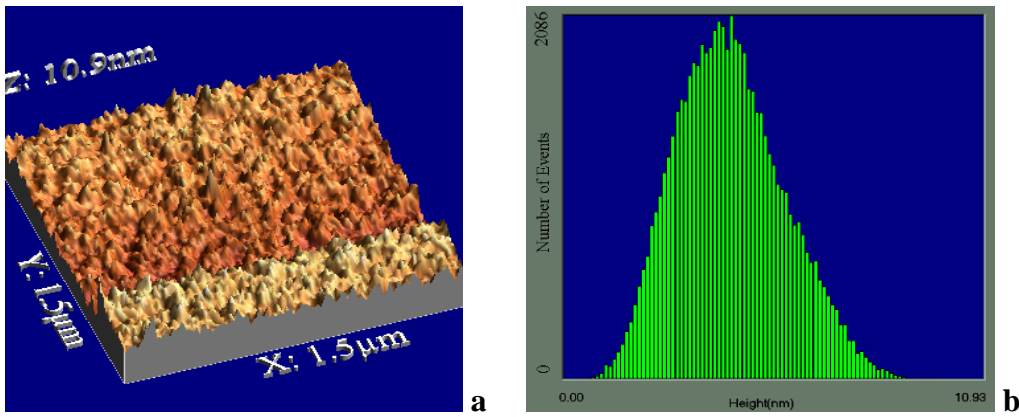 Z: 10.9nm
Y: 1.5µm
X: 1.5µm
a
2086
Number of Events
0
0.00
Height(nm)
10.93
b